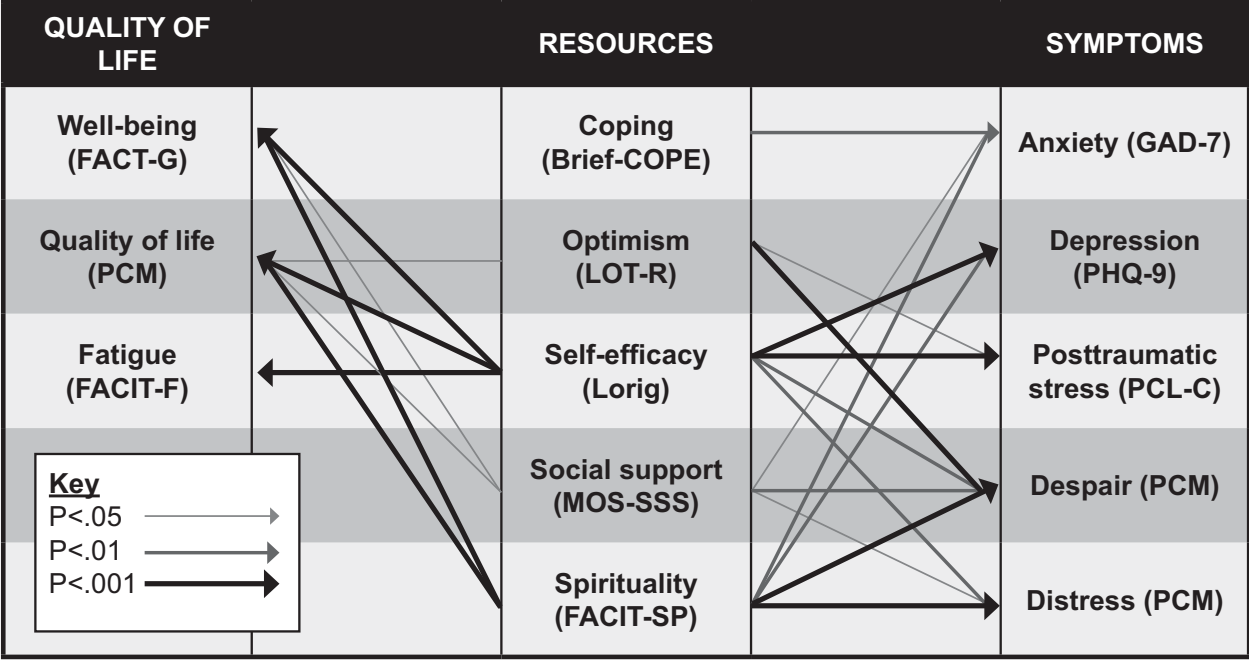 QUALITY OF
LIFE
RESOURCES
SYMPTOMS
Well-being
(FACT-G)
Coping
(Brief-COPE)
Anxiety (GAD-7)
Quality of life
(PCM)
Optimism
(LOT-R)
Depression
(PHQ-9)
Fatigue
(FACIT-F)
Self-efficacy
(Lorig)
Posttraumatic
stress (PCL-C)
Social support
(MOS-SSS)
Despair (PCM)
Spirituality
(FACIT-SP)
Distress (PCM)
Key
P<.05
P<.01
P<.001